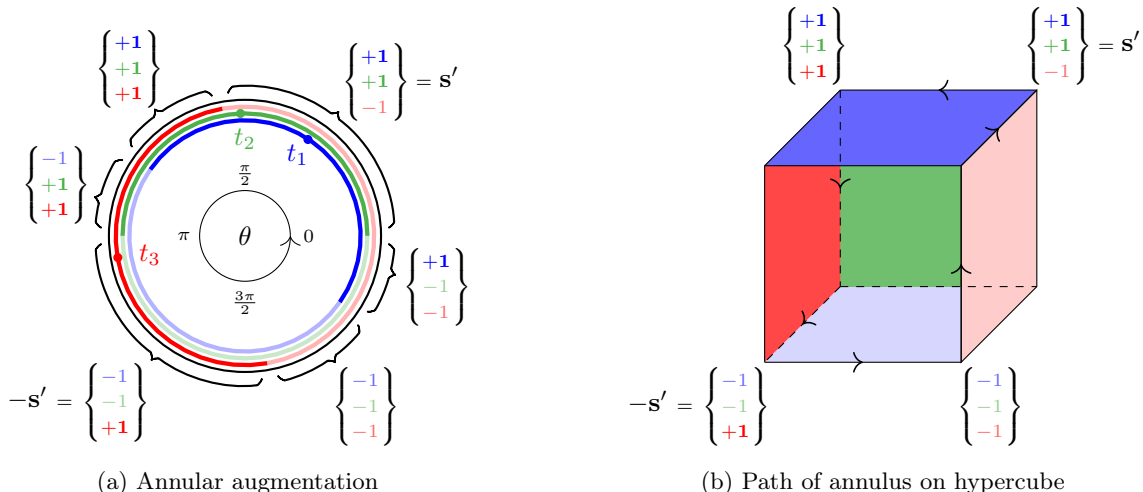 {+1 +1 +1}
{+1 +1 -1} = s′
{-1 +1 +1}
t₂
t₁
π/2
π
θ
0
t₃
3π/2
{+1 -1 -1}
−s′ = {-1 -1 +1}
{-1 -1 -1}
(a) Annular augmentation
{+1 +1 +1}
{+1 +1 -1} = s′
−s′ = {-1 -1 +1}
{-1 -1 -1}
(b) Path of annulus on hypercube